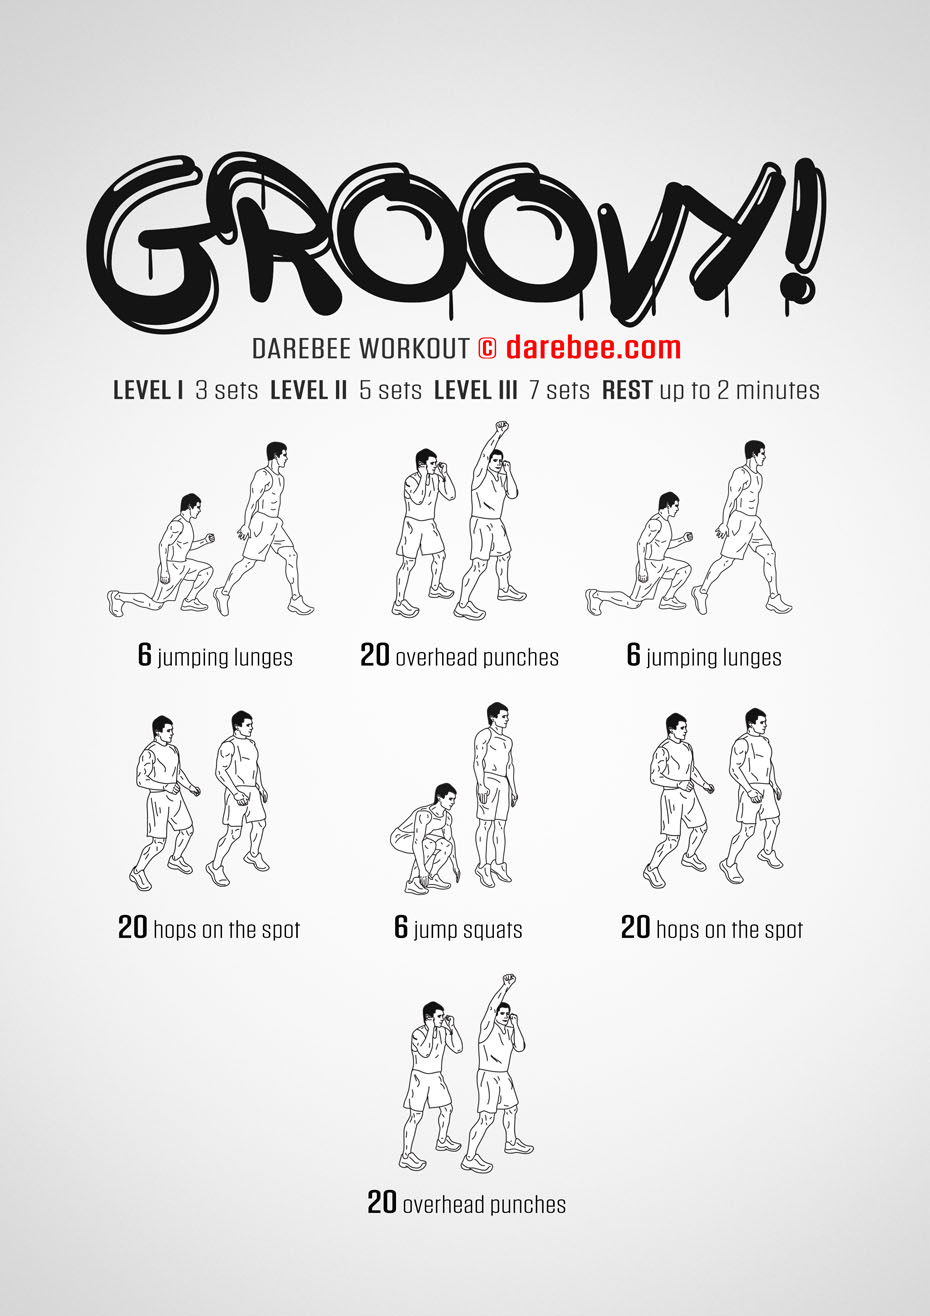 GROOVY!
DAREBEE WORKOUT © darebee.com
LEVEL I 3 sets LEVEL II 5 sets LEVEL III 7 sets REST up to 2 minutes
6 jumping lunges
20 overhead punches
6 jumping lunges
20 hops on the spot
6 jump squats
20 hops on the spot
20 overhead punches